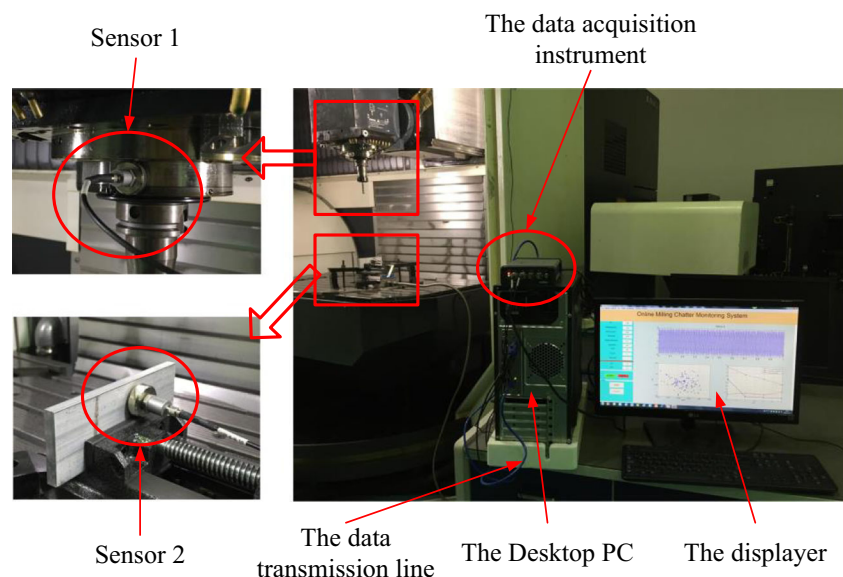 Sensor 1
The data acquisition
instrument
Online Milling Chatter Monitoring System
Sensor 2
The data
transmission line
The Desktop PC
The displayer